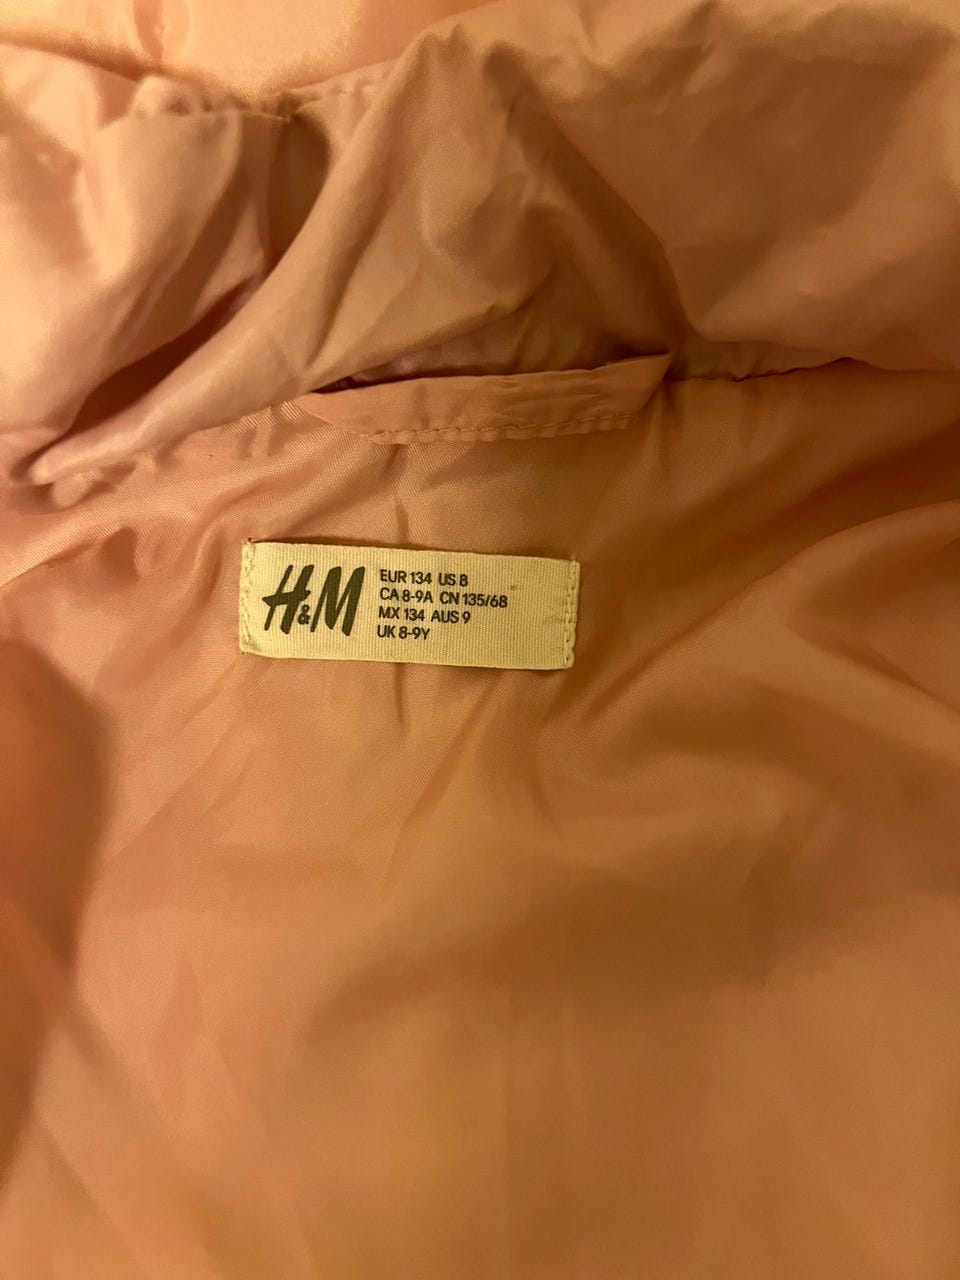 H&M
EUR 134 US 8
CA 8-9A CN 135/68
MX 134 AUS 9
UK 8-9Y